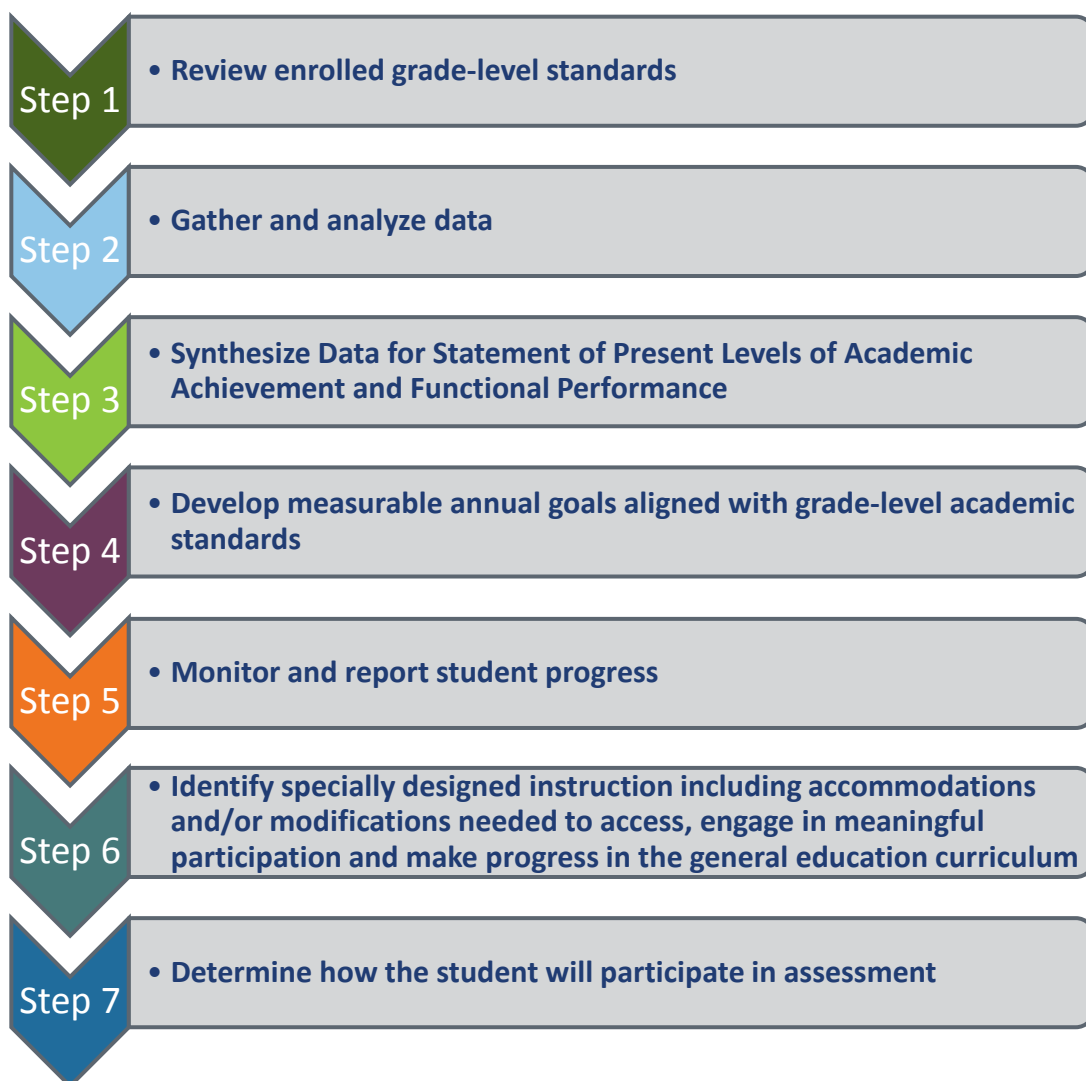 Step 1
• Review enrolled grade-level standards
Step 2
• Gather and analyze data
Step 3
• Synthesize Data for Statement of Present Levels of Academic
Achievement and Functional Performance
Step 4
• Develop measurable annual goals aligned with grade-level academic
standards
Step 5
• Monitor and report student progress
Step 6
• Identify specially designed instruction including accommodations
and/or modifications needed to access, engage in meaningful
participation and make progress in the general education curriculum
Step 7
• Determine how the student will participate in assessment